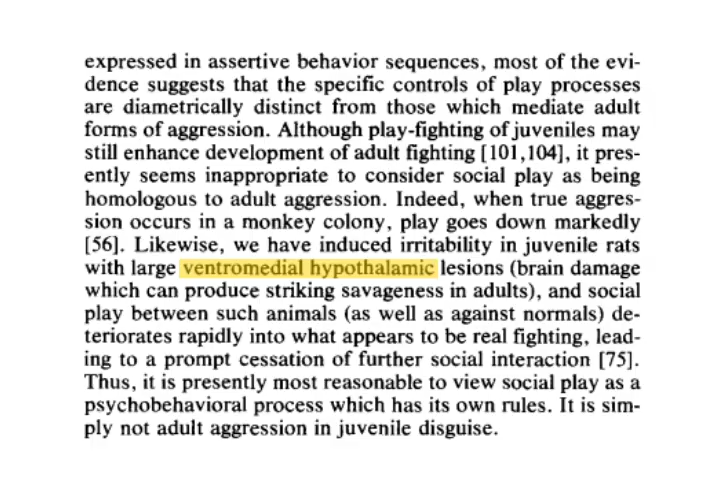 expressed in assertive behavior sequences, most of the evi-
dence suggests that the specific controls of play processes
are diametrically distinct from those which mediate adult
forms of aggression. Although play-fighting of juveniles may
still enhance development of adult fighting [101,104], it pres-
ently seems inappropriate to consider social play as being
homologous to adult aggression. Indeed, when true aggres-
sion occurs in a monkey colony, play goes down markedly
[56]. Likewise, we have induced irritability in juvenile rats
with large ventromedial hypothalamic lesions (brain damage
which can produce striking savageness in adults), and social
play between such animals (as well as against normals) de-
teriorates rapidly into what appears to be real fighting, lead-
ing to a prompt cessation of further social interaction [75].
Thus, it is presently most reasonable to view social play as a
psychobehavioral process which has its own rules. It is sim-
ply not adult aggression in juvenile disguise.